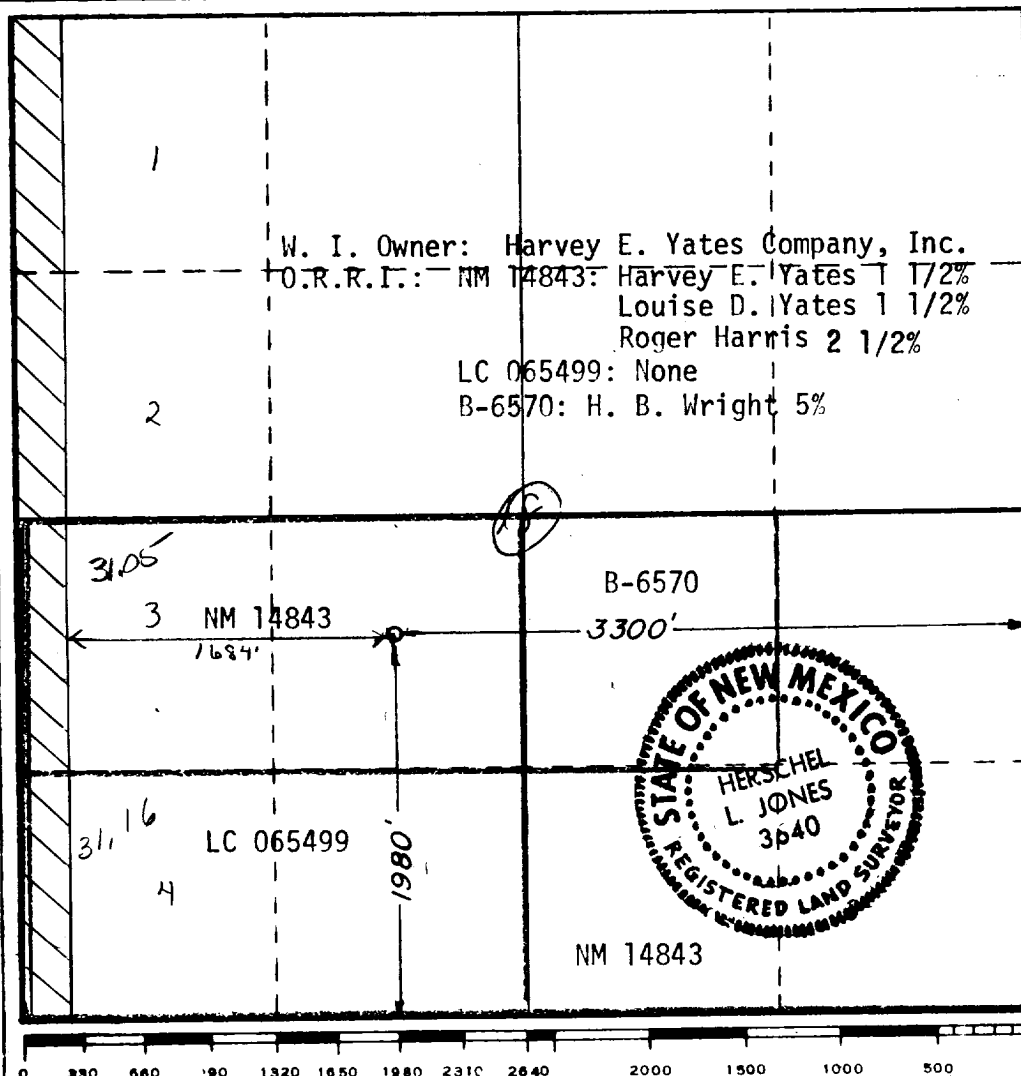 1
W. I. Owner: Harvey E. Yates Company, Inc.
O.R.R.I.: NM 14843: Harvey E. Yates 1 1/2%
Louise D. Yates 1 1/2%
Roger Harris 2 1/2%
LC 065499: None
2
B-6570: H. B. Wright 5%
31.05
B-6570
3 NM 14843
3300'
1684'
STATE OF NEW MEXICO
HERSCHEL
L. JONES
3640
REGISTERED LAND SURVEYOR
31.16
LC 065499
1980'
4
NM 14843
0 330 660 990 1320 1650 1980 2310 2640 2000 1500 1000 500